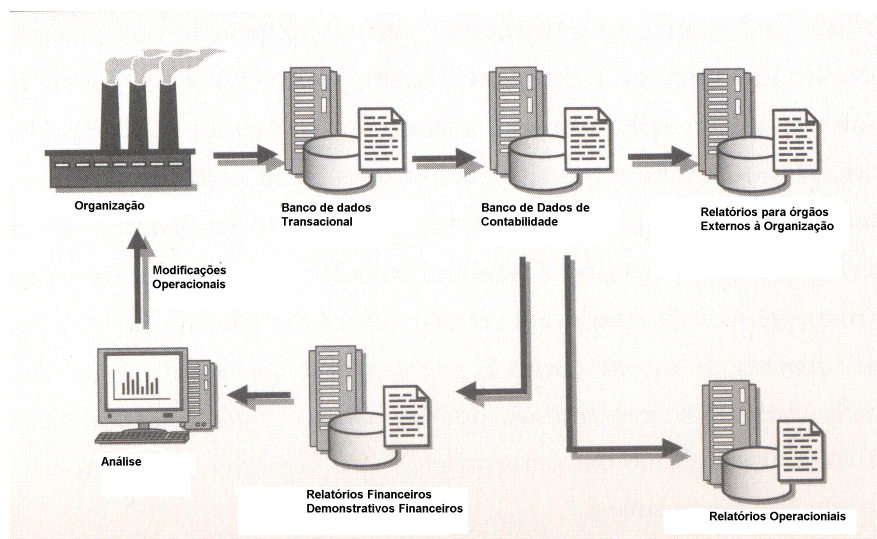 Organização
Banco de dados
Transacional
Banco de Dados de
Contabilidade
Relatórios para órgãos
Externos à Organização
Modificações
Operacionais
Análise
Relatórios Financeiros
Demonstrativos Financeiros
Relatórios Operacioniais